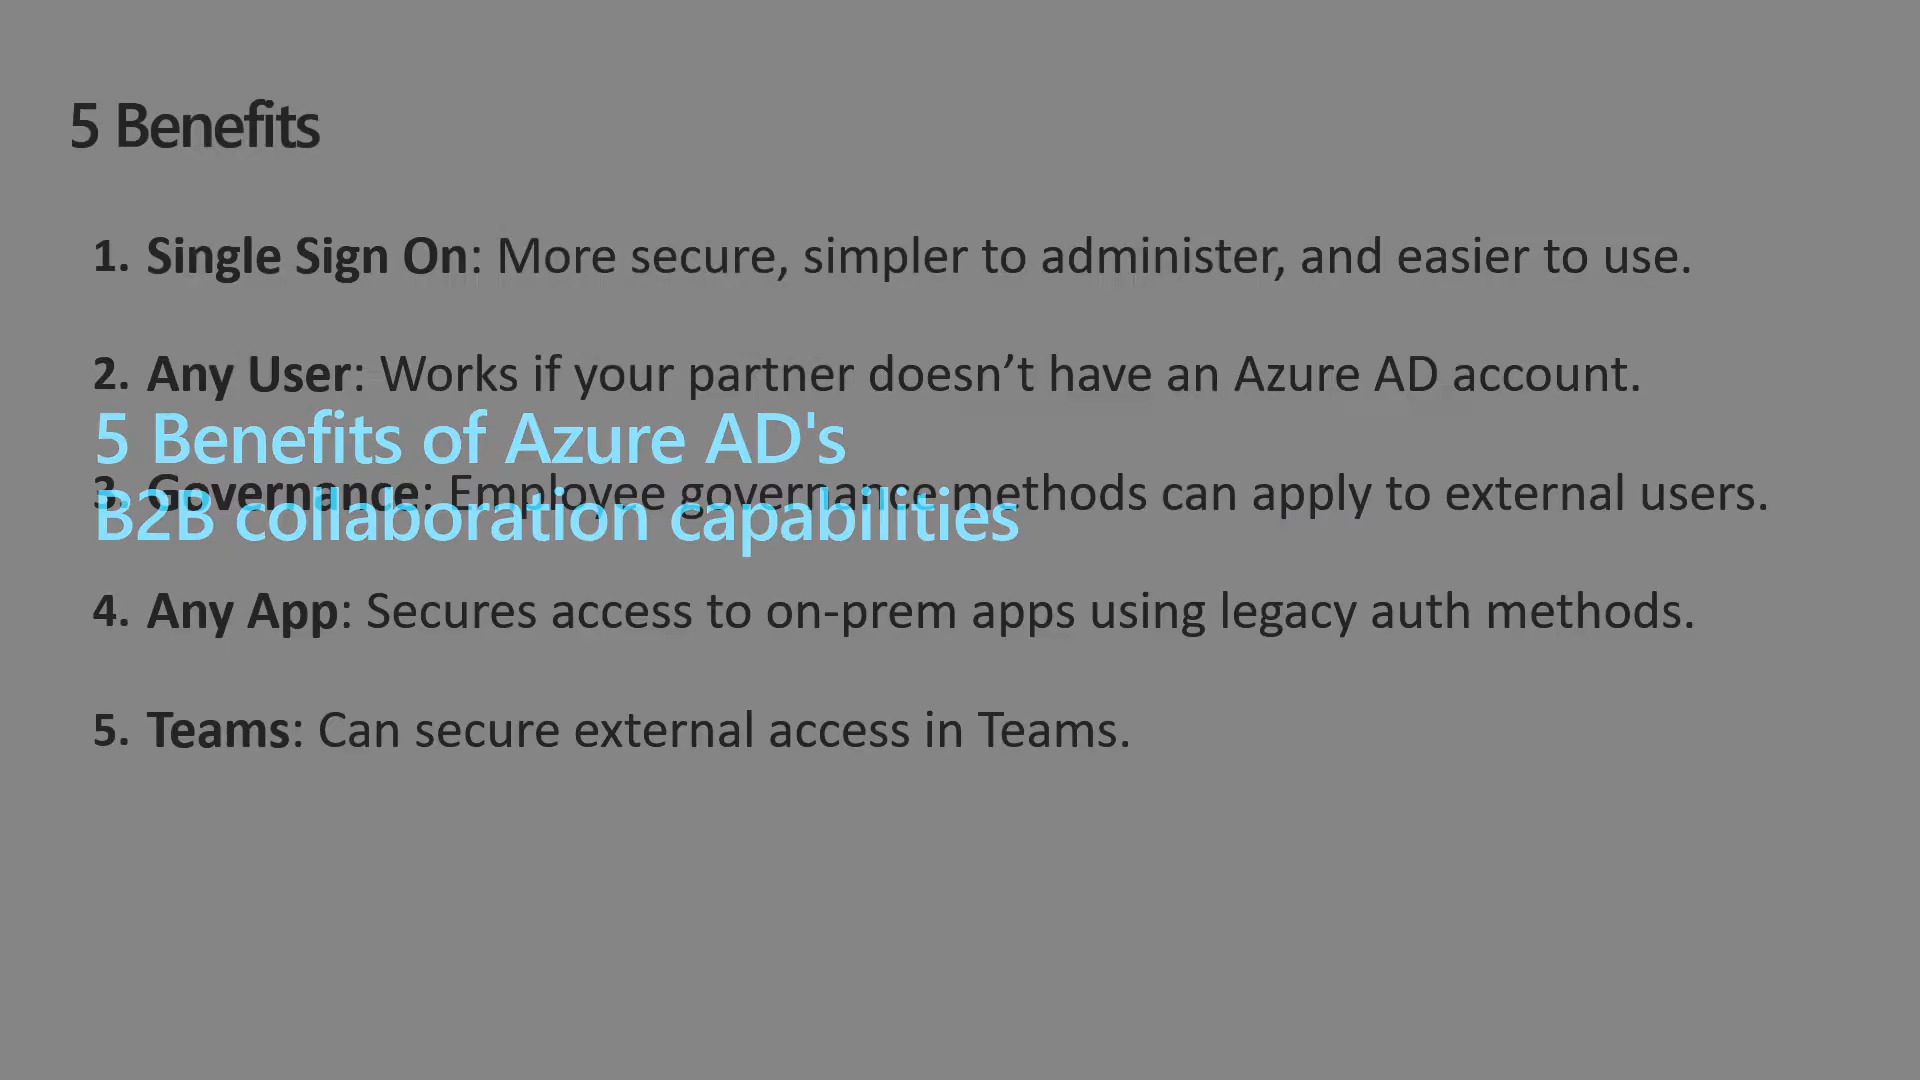 5 Benefits
1. Single Sign On: More secure, simpler to administer, and easier to use.
2. Any User: Works if your partner doesn’t have an Azure AD account.
5 Benefits of Azure AD's
3. Governance: Employee governance methods can apply to external users.
B2B collaboration capabilities
4. Any App: Secures access to on-prem apps using legacy auth methods.
5. Teams: Can secure external access in Teams.